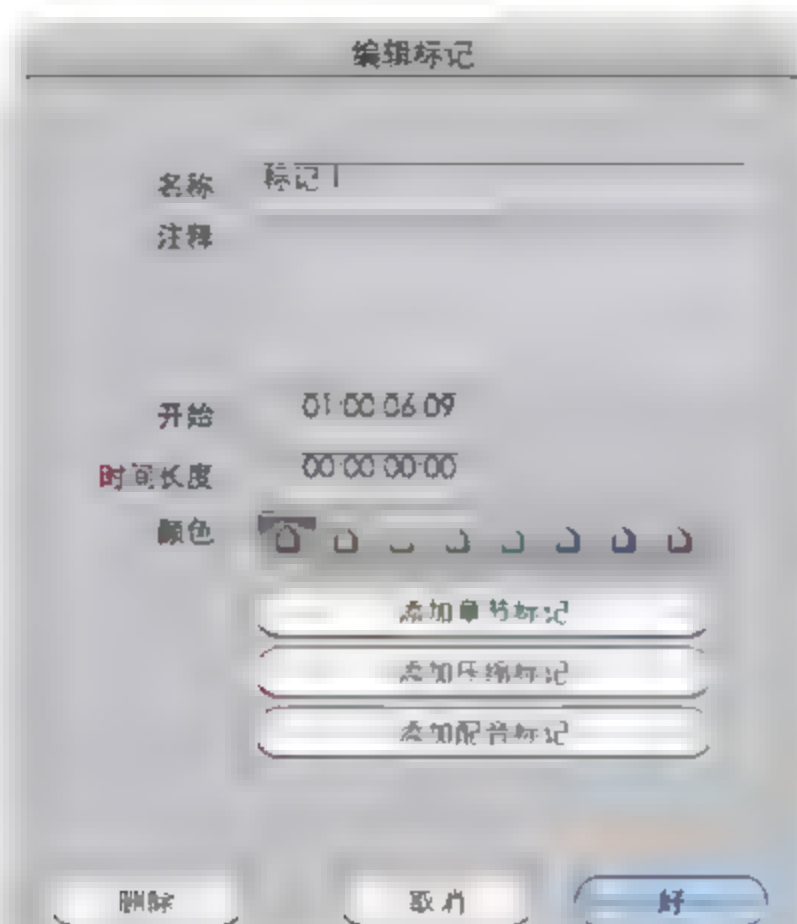 编辑标记
名称 标记 1
注释
开始 01:00:06:09
时间长度 00:00:00:00
颜色
添加章节标记
添加压缩标记
添加配音标记
删除 取消 好